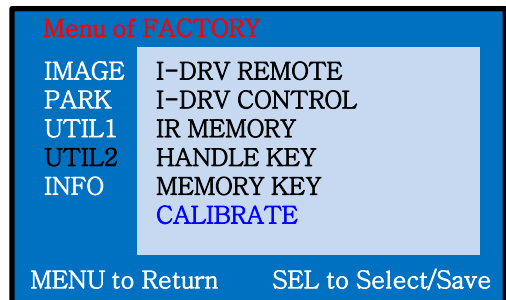 Menu of FACTORY
IMAGE I-DRV REMOTE
PARK I-DRV CONTROL
UTIL1 IR MEMORY
UTIL2 HANDLE KEY
INFO MEMORY KEY
CALIBRATE
MENU to Return SEL to Select/Save